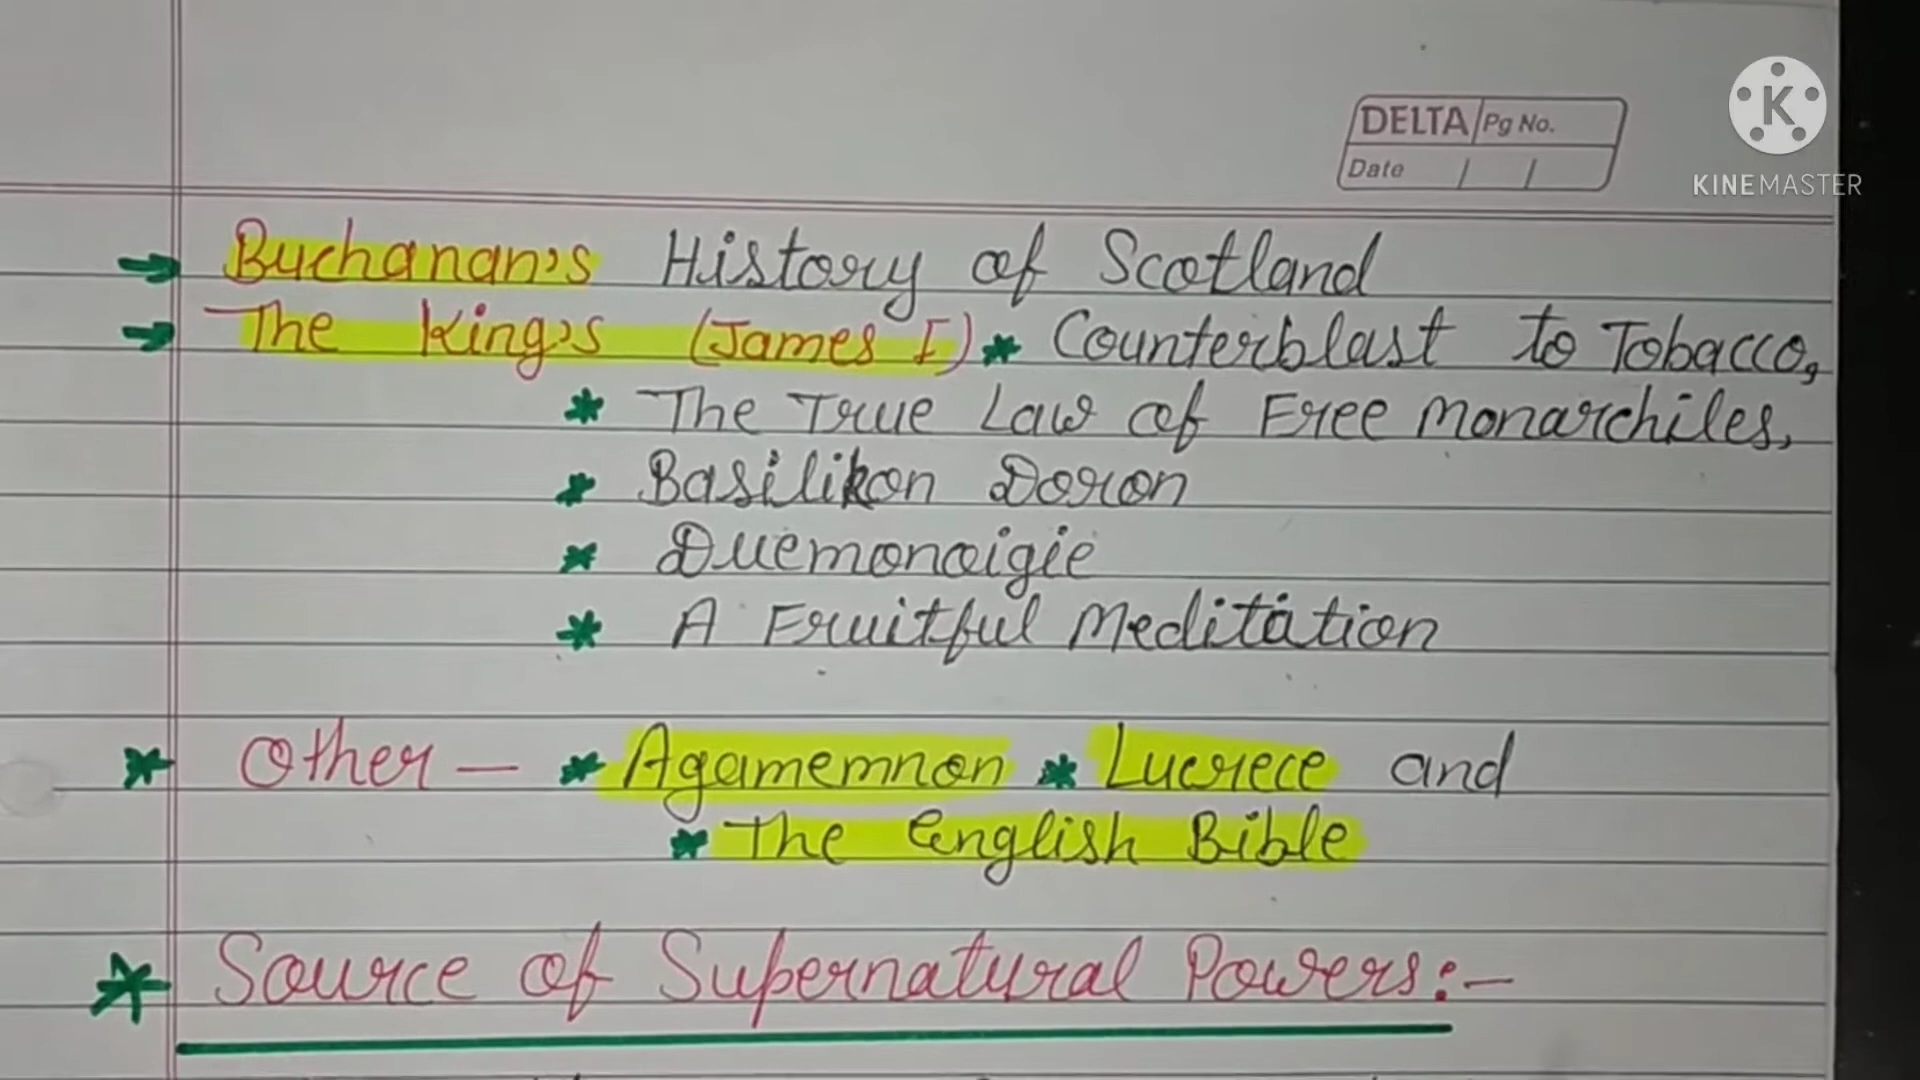 DELTA Pg No.
Date / /
K
KINEMASTER
→ Buchanan's History of Scotland
→ The King's (James I) * Counterblast to Tobacco,
* The True Law of Free Monarchiles,
* Basilikon Doron
* Duemonoigie
* A Fruitful Meditation
* Other — * Agamemnon * Lucrece and
* The English Bible
* Source of Supernatural Powers:-